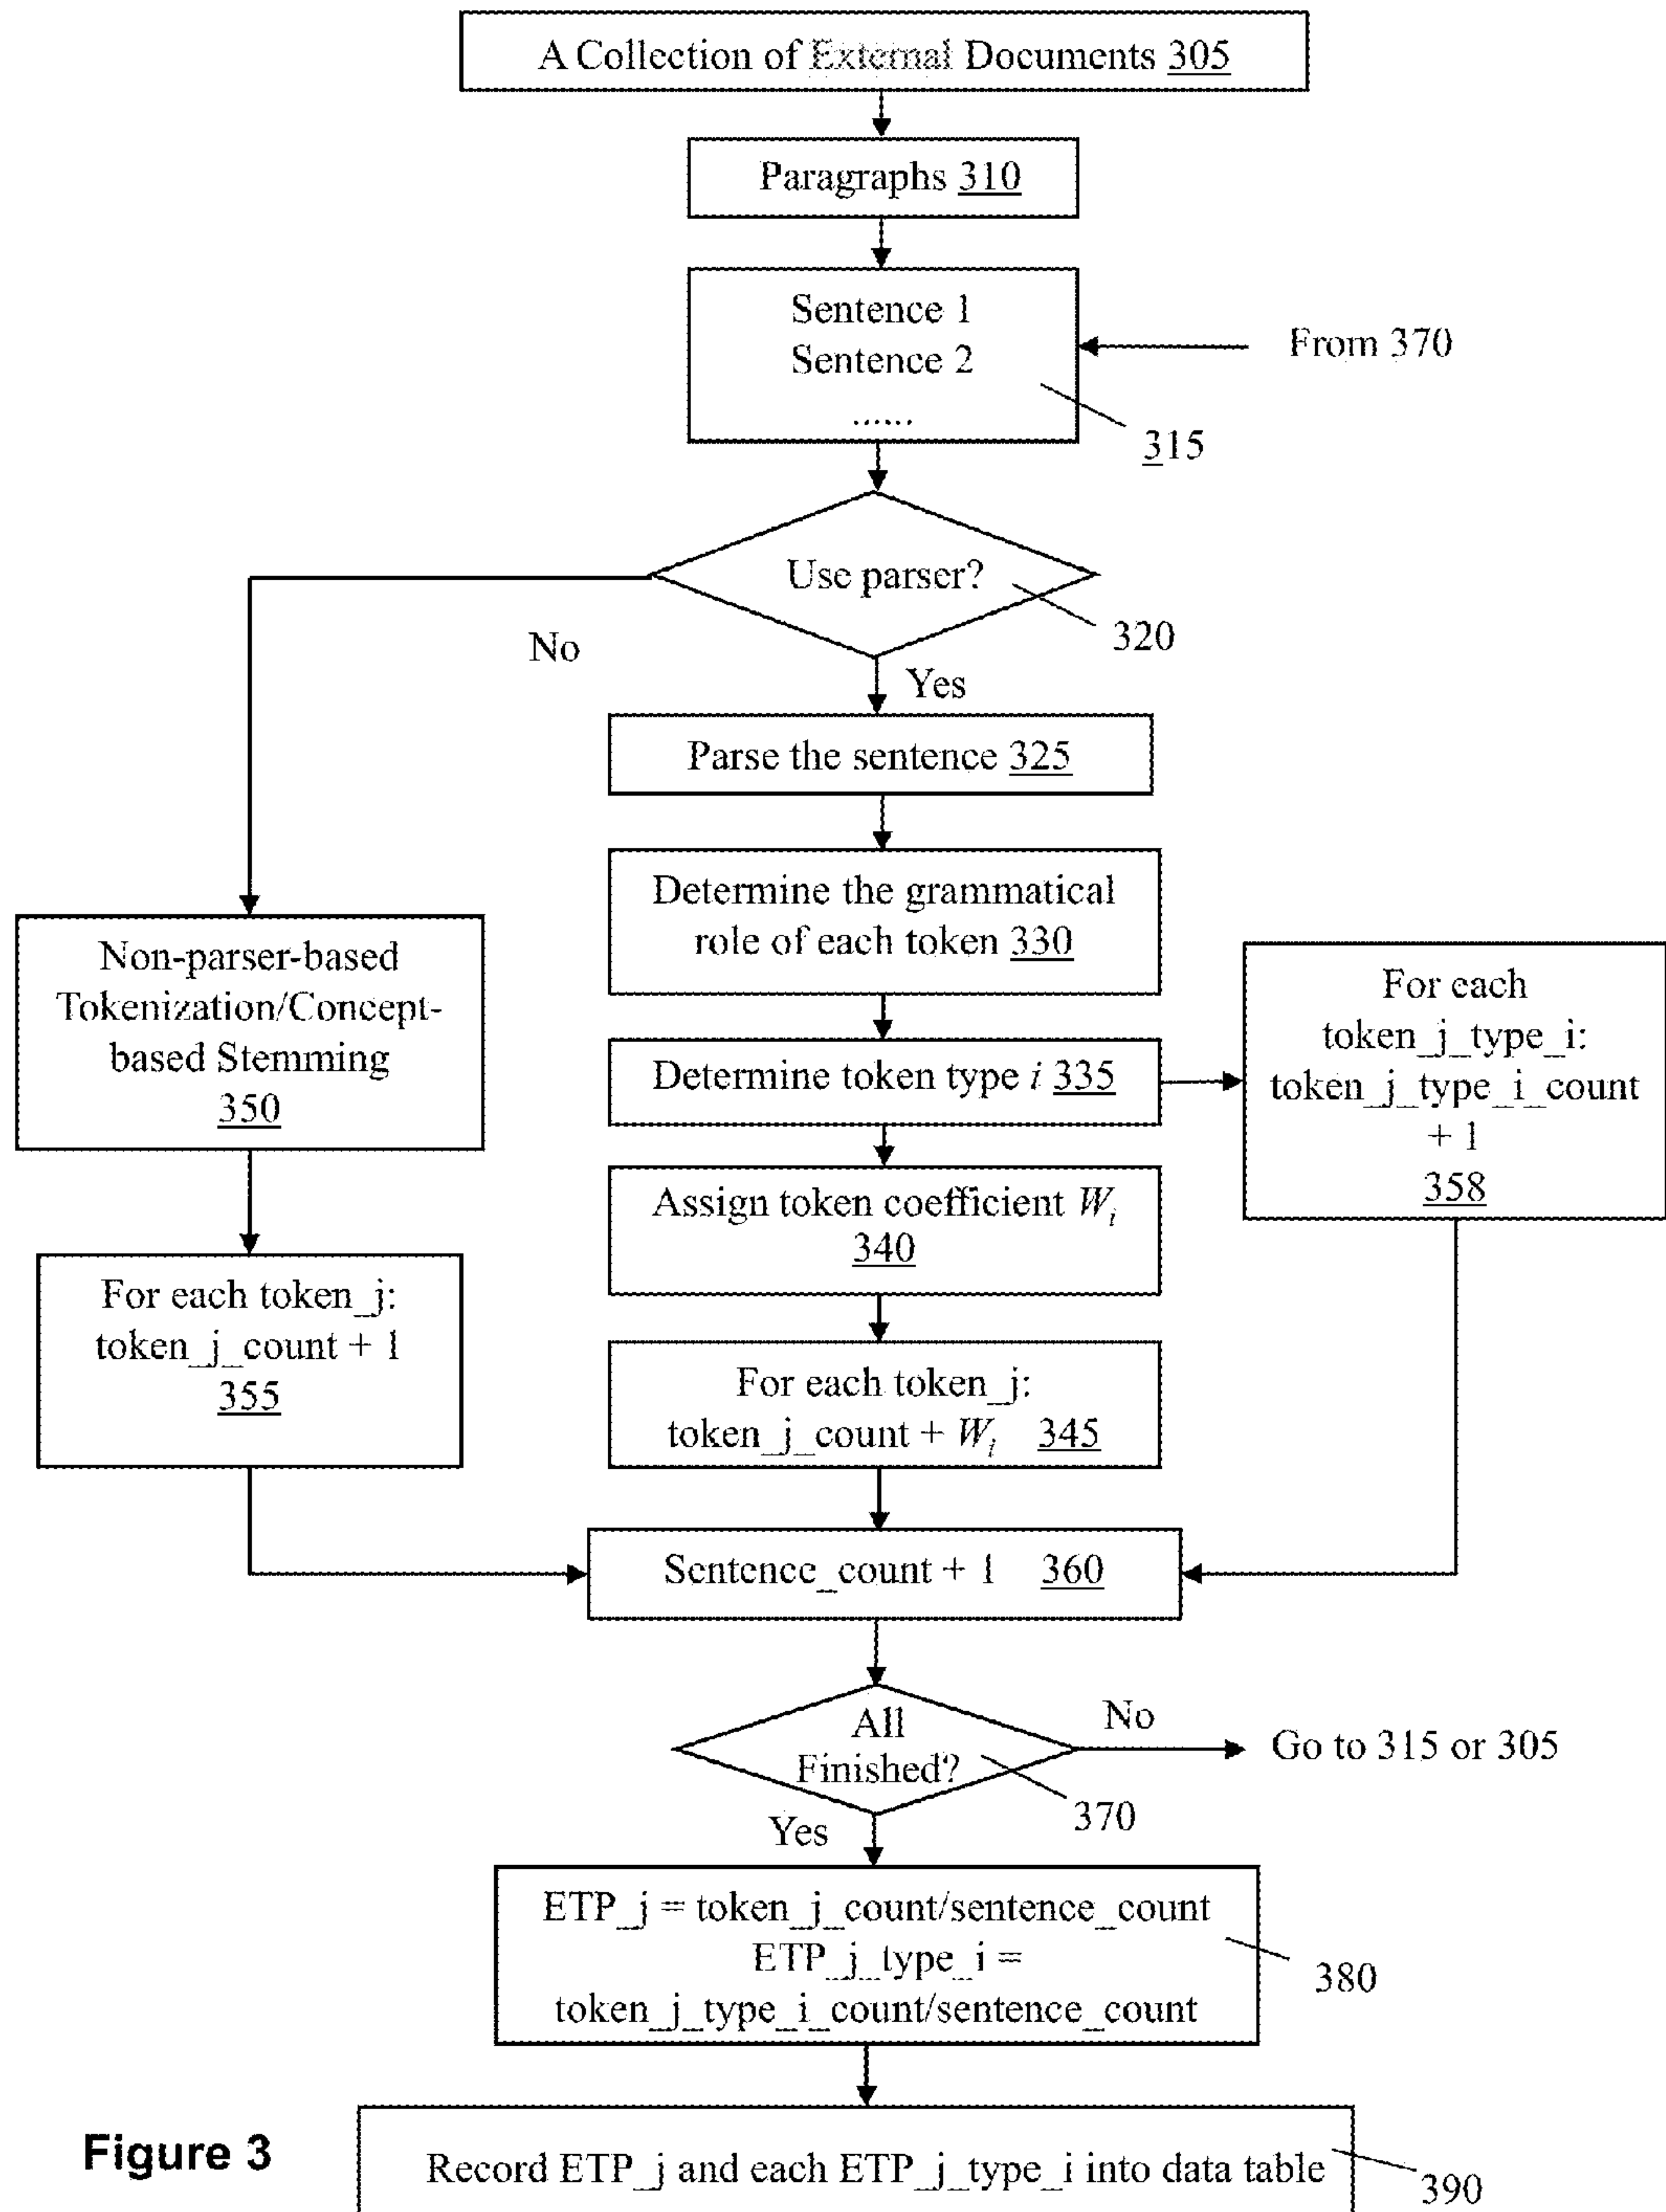 A Collection of External Documents 305
Paragraphs 310
Sentence 1
Sentence 2
......
From 370
315
Use parser?
320
No
Yes
Parse the sentence 325
Determine the grammatical
role of each token 330
Non-parser-based
Tokenization/Concept-
based Stemming
350
For each
token_j_type_i:
token_j_type_i_count
+ 1
358
Determine token type i 335
Assign token coefficient Wi
340
For each token_j:
token_j_count + 1
355
For each token_j:
token_j_count + Wi 345
Sentence_count + 1 360
All
Finished?
No
Go to 315 or 305
370
Yes
ETP_j = token_j_count/sentence_count
ETP_j_type_i =
token_j_type_i_count/sentence_count
380
Figure 3
Record ETP_j and each ETP_j_type_i into data table
390